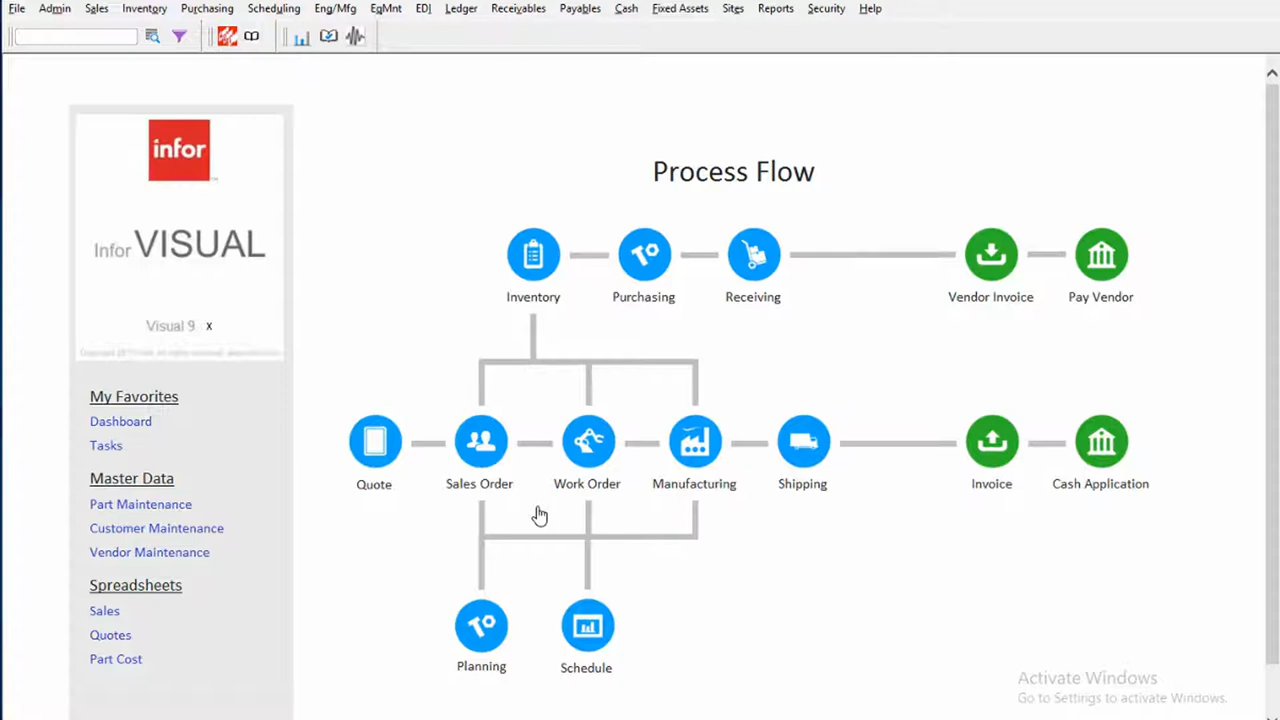 File Admin Sales Inventory Purchasing Scheduling Eng/Mfg EqMnt EDI Ledger Receivables Payables Cash Fixed Assets Sites Reports Security Help
infor
Infor VISUAL
Visual 9 x
My Favorites
Dashboard
Tasks
Master Data
Part Maintenance
Customer Maintenance
Vendor Maintenance
Spreadsheets
Sales
Quotes
Part Cost
Process Flow
Inventory Purchasing Receiving Vendor Invoice Pay Vendor
Quote Sales Order Work Order Manufacturing Shipping Invoice Cash Application
Planning Schedule
Activate Windows
Go to Settings to activate Windows.